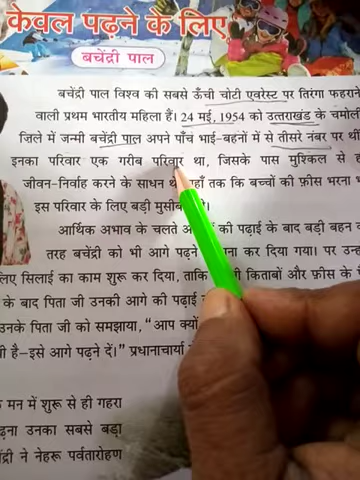 केवल पढ़ने के लिए
बचेंद्री पाल
बचेंद्री पाल विश्व की सबसे ऊँची चोटी एवरेस्ट पर तिरंगा फहराने
वाली प्रथम भारतीय महिला हैं। 24 मई, 1954 को उत्तराखंड के चमोली
ज़िले में जन्मी बचेंद्री पाल अपने पाँच भाई-बहनों में से तीसरे नंबर पर थीं
इनका परिवार एक गरीब परिवार था, जिसके पास मुश्किल से ह
जीवन-निर्वाह करने के साधन थे यहाँ तक कि बच्चों की फ़ीस भरना भ
इस परिवार के लिए बड़ी
आर्थिक अभाव के चलते की पढ़ाई के बाद बड़ी बहन क
तरह बचेंद्री को भी आगे पढ़ने कर दिया गया। पर उन्ह
लिए सिलाई का काम शुरू कर दिया, ताकि किताबों और फ़ीस के
के बाद पिता जी उनकी आगे की पढ़ाई
उनके पिता जी को समझाया, “आप क्यों
है–इसे आगे पढ़ने दें।” प्रधानाचार्या
मन में शुरू से ही गहरा
ढ़ना उनका सबसे बड़ा
ने नेहरू पर्वतारोहण